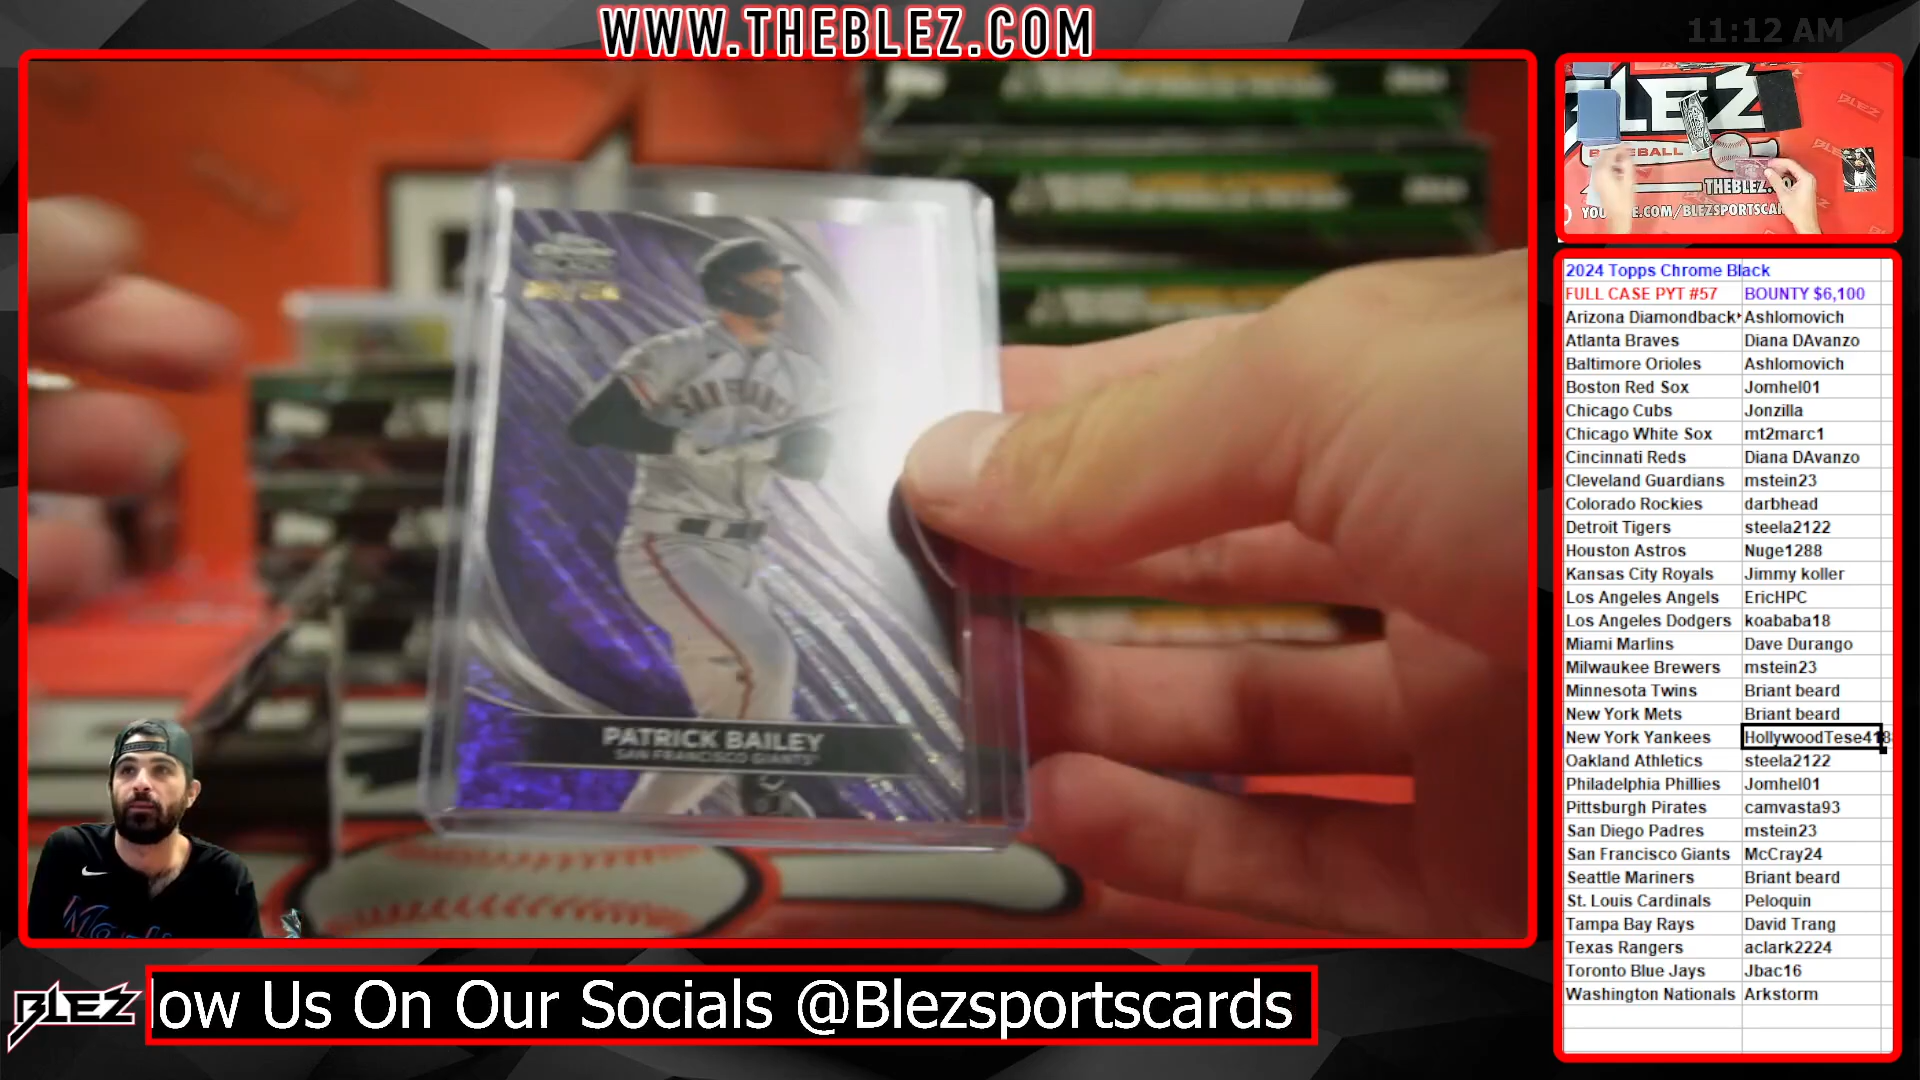 WWW.THEBLEZ.COM
11:12 AM
SAN FRANCI
PATRICK BAILEY
SAN FRANCISCO GIANTS
LEZ
BASEBALL
THEBLEZ.
YOU E.COM/BLEZSPORTSCAR
2024 Topps Chrome Black
FULL CASE PYT #57 BOUNTY $6,100
Arizona Diamondback Ashlomovich
Atlanta Braves Diana DAvanzo
Baltimore Orioles Ashlomovich
Boston Red Sox Jomhel01
Chicago Cubs Jonzilla
Chicago White Sox mt2marc1
Cincinnati Reds Diana DAvanzo
Cleveland Guardians mstein23
Colorado Rockies darbhead
Detroit Tigers steela2122
Houston Astros Nuge1288
Kansas City Royals Jimmy koller
Los Angeles Angels EricHPC
Los Angeles Dodgers koababa18
Miami Marlins Dave Durango
Milwaukee Brewers mstein23
Minnesota Twins Briant beard
New York Mets Briant beard
New York Yankees HollywoodTese418
Oakland Athletics steela2122
Philadelphia Phillies Jomhel01
Pittsburgh Pirates camvasta93
San Diego Padres mstein23
San Francisco Giants McCray24
Seattle Mariners Briant beard
St. Louis Cardinals Peloquin
Tampa Bay Rays David Trang
Texas Rangers aclark2224
Toronto Blue Jays Jbac16
Washington Nationals Arkstorm
BLEZ
low Us On Our Socials @Blezsportscards